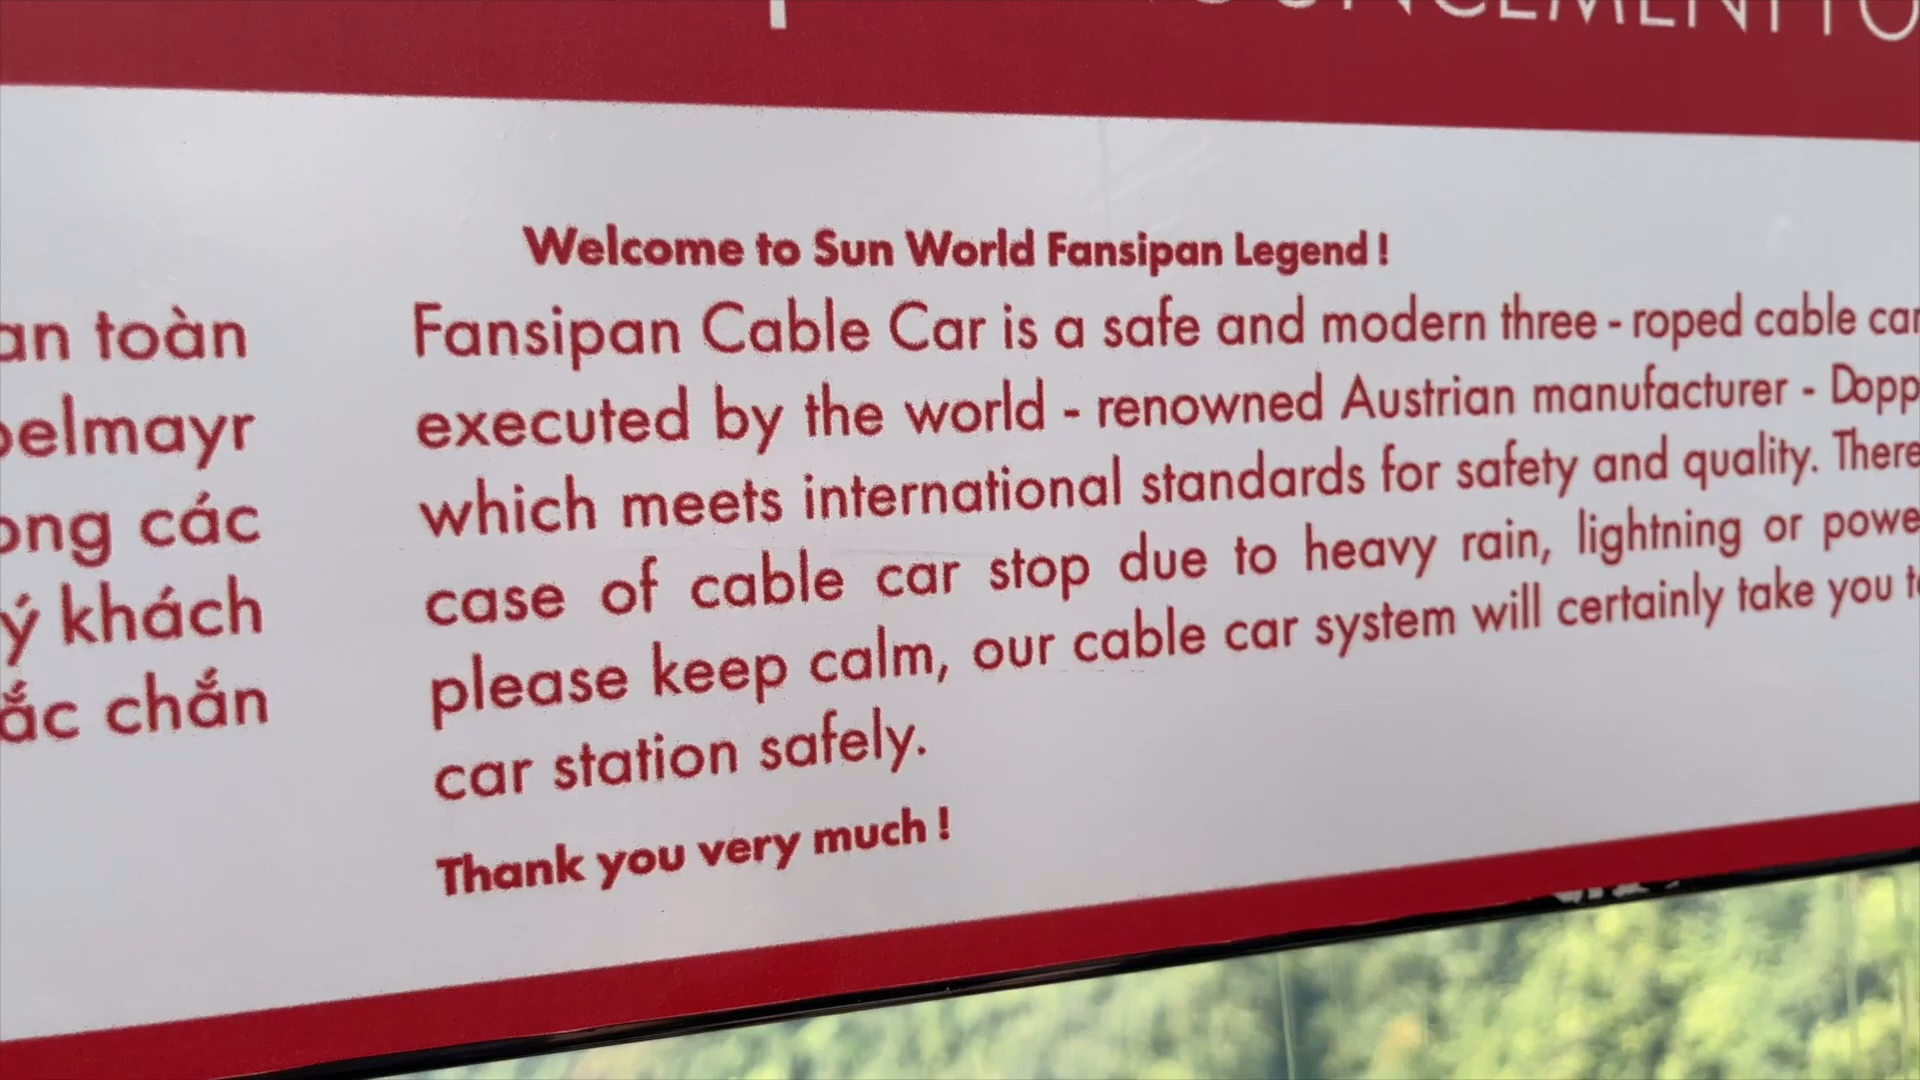 an toàn
elmayr
các
ý khách
ắc chắn
Welcome to Sun World Fansipan Legend !
Fansipan Cable Car is a safe and modern three - roped cable car
executed by the world - renowned Austrian manufacturer - Dopp
which meets international standards for safety and quality. There
case of cable car stop due to heavy rain, lightning or powe
please keep calm, our cable car system will certainly take you t
car station safely.
Thank you very much !